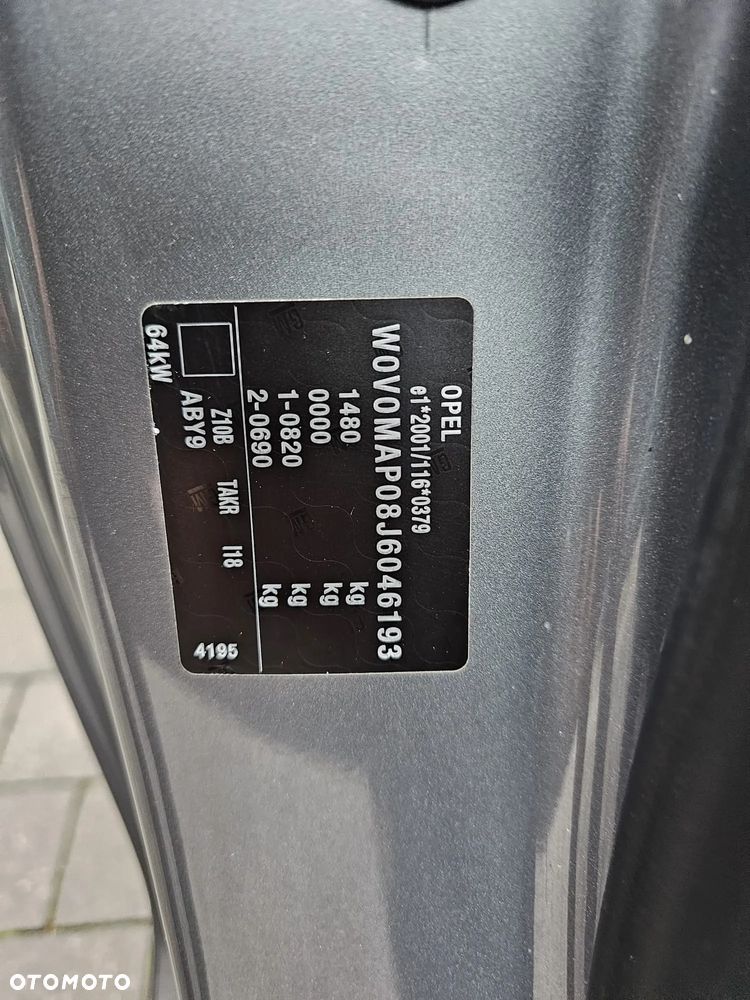 OPEL
e1*2001/116*0379
W0V0MAP08J6046193
1480 kg
0000 kg
1-0820 kg
2-0690 kg
Z10B TAKR I18 4195
ABY9
64kW
OTOMOTO